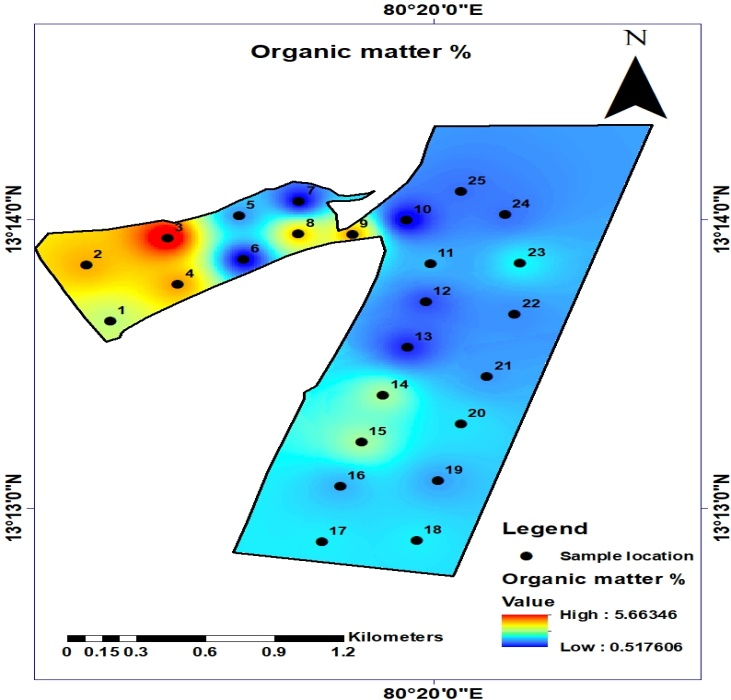 80°20'0"E
Organic matter %
N
25
7
5
24
10
3
8
9
13°14'0"N
13°14'0"N
6
11
23
2
4
12
22
1
13
21
14
20
15
19
16
13°13'0"N
13°13'0"N
17
18
Legend
Sample location
Organic matter %
Value
High : 5.66346
Low : 0.517606
Kilometers
0 0.15 0.3 0.6 0.9 1.2
80°20'0"E